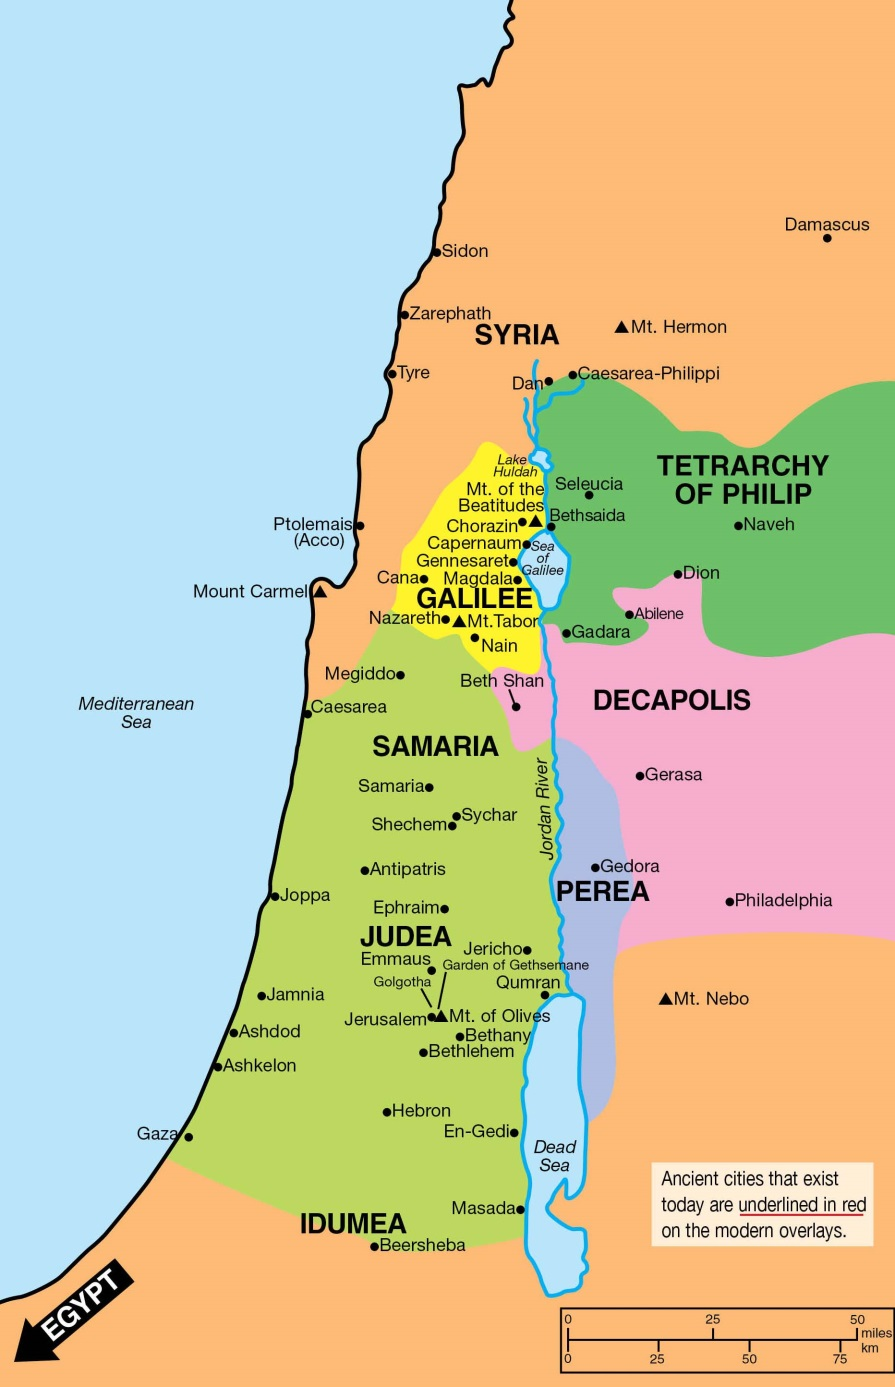 Damascus
Sidon
Zarephath
SYRIA
Mt. Hermon
Tyre
Dan
Caesarea-Philippi
Lake
Huldah
TETRARCHY
OF PHILIP
Mt. of the
Beatitudes
Seleucia
Chorazin
Bethsaida
Ptolemais
(Acco)
Naveh
Capernaum
Sea
of
Galilee
Gennesaret
Cana
Magdala
Dion
Mount Carmel
GALILEE
Abilene
Nazareth
Mt.Tabor
Gadara
Nain
Megiddo
Beth Shan
Mediterranean
Sea
Caesarea
DECAPOLIS
SAMARIA
Samaria
Jordan River
Gerasa
Sychar
Shechem
Antipatris
Gedora
PEREA
Joppa
Ephraim
Philadelphia
JUDEA
Jericho
Emmaus
Garden of Gethsemane
Golgotha
Qumran
Jamnia
Mt. Nebo
Jerusalem
Mt. of Olives
Ashdod
Bethany
Bethlehem
Ashkelon
Hebron
Gaza
En-Gedi
Dead
Sea
Ancient cities that exist
today are underlined in red
on the modern overlays.
Masada
IDUMEA
Beersheba
EGYPT
0 25 50
miles
km
0 25 50 75